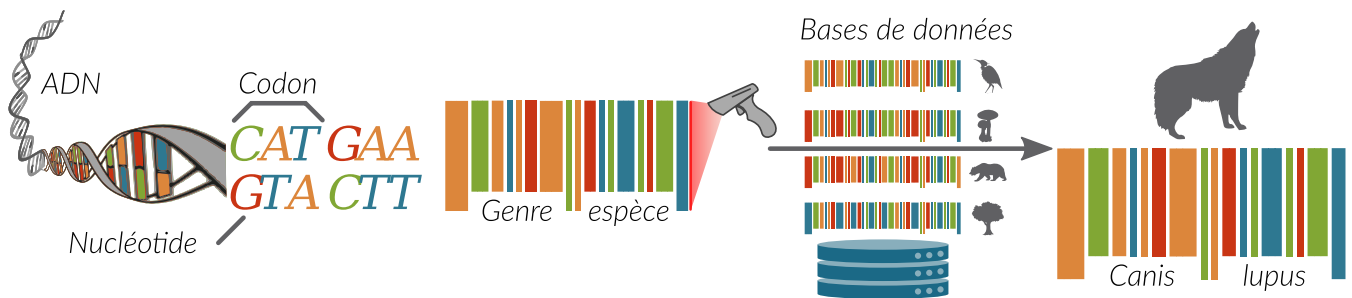 ADN
Codon
CAT GAA
GTA CTT
Nucléotide
Genre espèce
Bases de données
Canis lupus